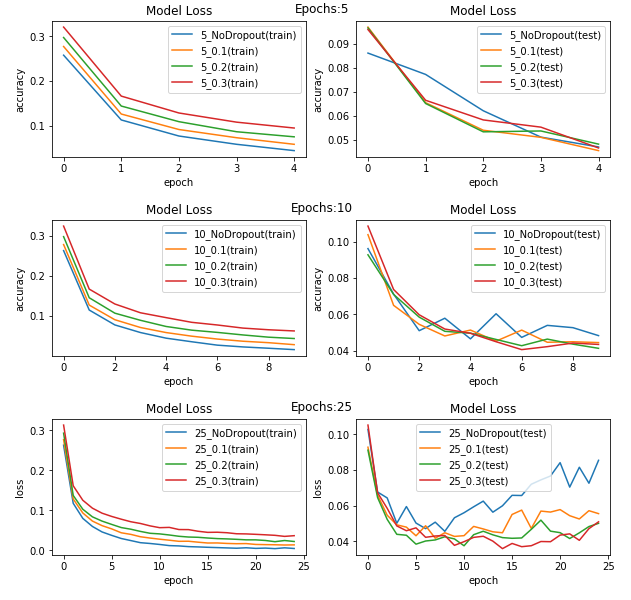 Epochs:5
Model Loss
Model Loss
accuracy
0.3
0.2
0.1
5_NoDropout(train)
5_0.1(train)
5_0.2(train)
5_0.3(train)
0 1 2 3 4
epoch
accuracy
0.09
0.08
0.07
0.06
0.05
5_NoDropout(test)
5_0.1(test)
5_0.2(test)
5_0.3(test)
0 1 2 3 4
epoch
Epochs:10
Model Loss
Model Loss
accuracy
0.3
0.2
0.1
10_NoDropout(train)
10_0.1(train)
10_0.2(train)
10_0.3(train)
0 2 4 6 8
epoch
accuracy
0.10
0.08
0.06
0.04
10_NoDropout(test)
10_0.1(test)
10_0.2(test)
10_0.3(test)
0 2 4 6 8
epoch
Epochs:25
Model Loss
Model Loss
loss
0.3
0.2
0.1
0.0
25_NoDropout(train)
25_0.1(train)
25_0.2(train)
25_0.3(train)
0 5 10 15 20 25
epoch
loss
0.10
0.08
0.06
0.04
25_NoDropout(test)
25_0.1(test)
25_0.2(test)
25_0.3(test)
0 5 10 15 20 25
epoch